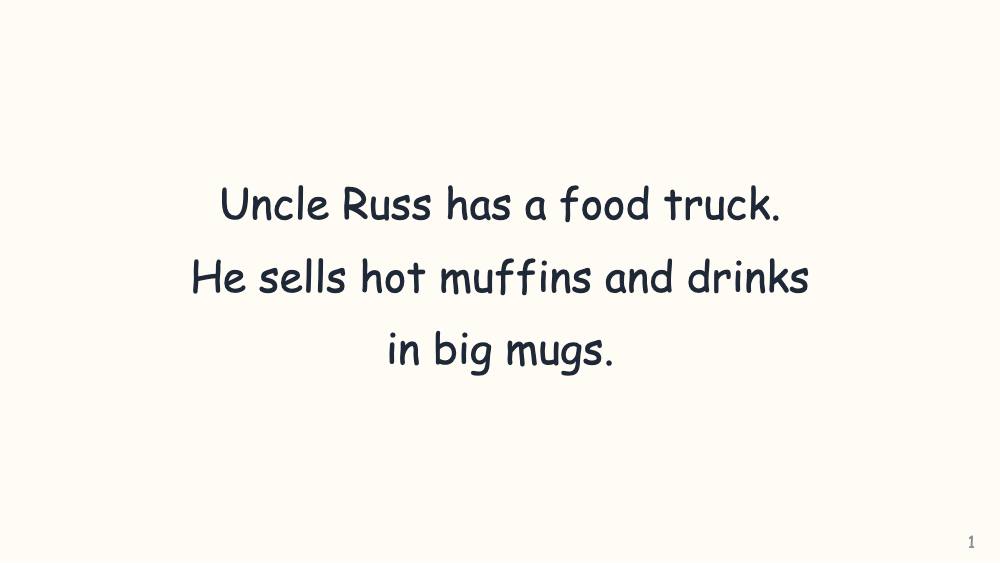 Uncle Russ has a food truck.
He sells hot muffins and drinks
in big mugs.
1